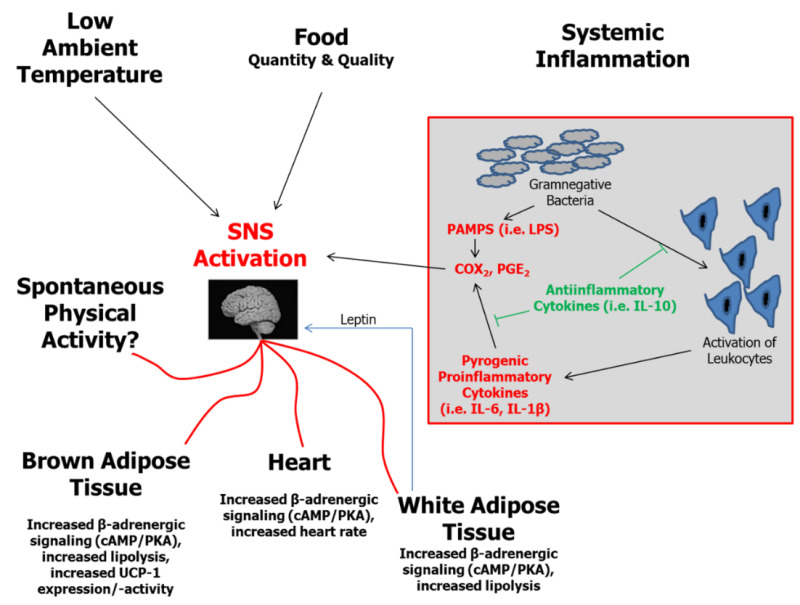 Low
Ambient
Temperature
Food
Quantity & Quality
Systemic
Inflammation
Gramnegative
Bacteria
PAMPS (i.e. LPS)
COX₂, PGE₂
Antiinflammatory
Cytokines (i.e. IL-10)
Activation of
Leukocytes
Pyrogenic
Proinflammatory
Cytokines
(i.e. IL-6, IL-1β)
SNS
Activation
Spontaneous
Physical
Activity?
Leptin
Brown Adipose
Tissue
Increased β-adrenergic
signaling (cAMP/PKA),
increased lipolysis,
increased UCP-1
expression/-activity
Heart
Increased β-adrenergic
signaling (cAMP/PKA),
increased heart rate
White Adipose
Tissue
Increased β-adrenergic
signaling (cAMP/PKA),
increased lipolysis